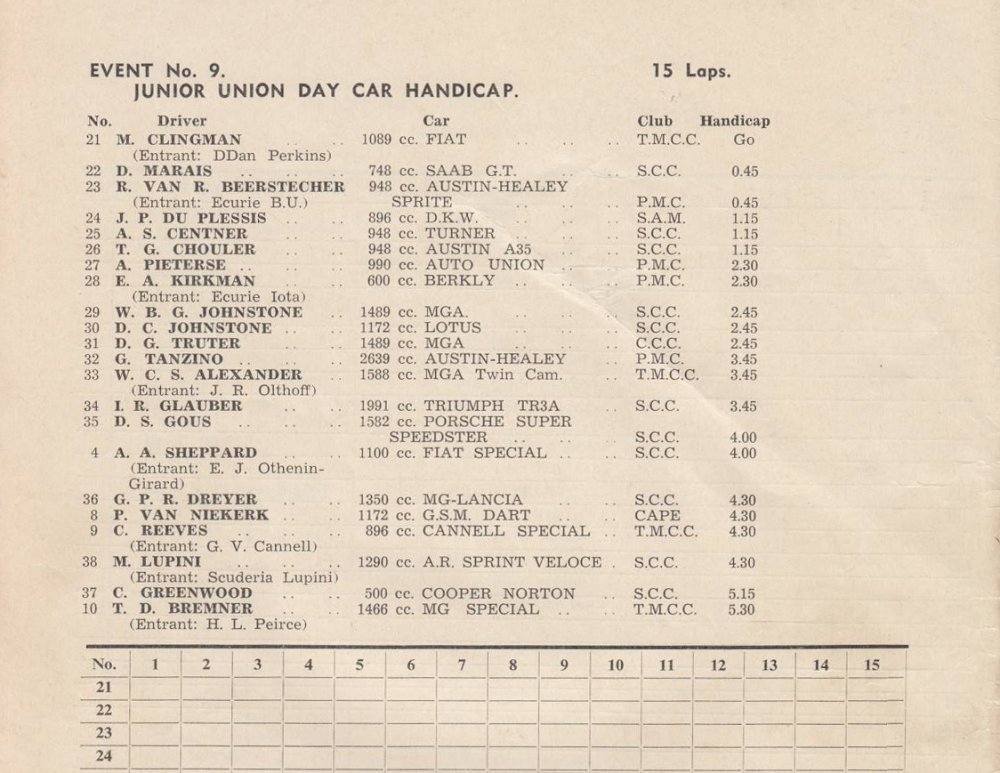 EVENT No. 9. 15 Laps.
JUNIOR UNION DAY CAR HANDICAP.
No. Driver Car Club Handicap
21 M. CLINGMAN .. .. 1089 cc. FIAT .. .. .. T.M.C.C. Go
(Entrant: DDan Perkins)
22 D. MARAIS .. .. .. 748 cc. SAAB G.T. .. .. S.C.C. 0.45
23 R. VAN R. BEERSTECHER 948 cc. AUSTIN-HEALEY
(Entrant: Ecurie B.U.) SPRITE .. .. .. P.M.C. 0.45
24 J. P. DU PLESSIS .. .. 896 cc. D.K.W. .. .. .. S.A.M. 1.15
25 A. S. CENTNER .. .. 948 cc. TURNER .. .. .. S.C.C. 1.15
26 T. G. CHOULER .. .. 948 cc. AUSTIN A35 .. .. S.C.C. 1.15
27 A. PIETERSE .. .. .. 990 cc. AUTO UNION .. .. P.M.C. 2.30
28 E. A. KIRKMAN .. .. 600 cc. BERKLY .. .. .. P.M.C. 2.30
(Entrant: Ecurie Iota)
29 W. B. G. JOHNSTONE .. 1489 cc. MGA. .. .. .. S.C.C. 2.45
30 D. C. JOHNSTONE .. .. 1172 cc. LOTUS .. .. .. S.C.C. 2.45
31 D. G. TRUTER .. .. 1489 cc. MGA .. .. .. C.C.C. 2.45
32 G. TANZINO .. .. .. 2639 cc. AUSTIN-HEALEY .. P.M.C. 3.45
33 W. C. S. ALEXANDER .. 1588 cc. MGA Twin Cam. .. T.M.C.C. 3.45
(Entrant: J. R. Olthoff)
34 I. R. GLAUBER .. .. 1991 cc. TRIUMPH TR3A .. S.C.C. 3.45
35 D. S. GOUS .. .. .. 1582 cc. PORSCHE SUPER
SPEEDSTER .. .. S.C.C. 4.00
4 A. A. SHEPPARD .. .. 1100 cc. FIAT SPECIAL .. .. S.C.C. 4.00
(Entrant: E. J. Othenin-
Girard)
36 G. P. R. DREYER .. .. 1350 cc. MG-LANCIA .. .. S.C.C. 4.30
8 P. VAN NIEKERK .. .. 1172 cc. G.S.M. DART .. .. CAPE 4.30
9 C. REEVES .. .. .. 896 cc. CANNELL SPECIAL .. T.M.C.C. 4.30
(Entrant: G. V. Cannell)
38 M. LUPINI .. .. .. 1290 cc. A.R. SPRINT VELOCE . S.C.C. 4.30
(Entrant: Scuderia Lupini)
37 C. GREENWOOD .. .. 500 cc. COOPER NORTON .. S.C.C. 5.15
10 T. D. BREMNER .. .. 1466 cc. MG SPECIAL .. .. T.M.C.C. 5.30
(Entrant: H. L. Peirce)
No. 1 2 3 4 5 6 7 8 9 10 11 12 13 14 15
21
22
23
24